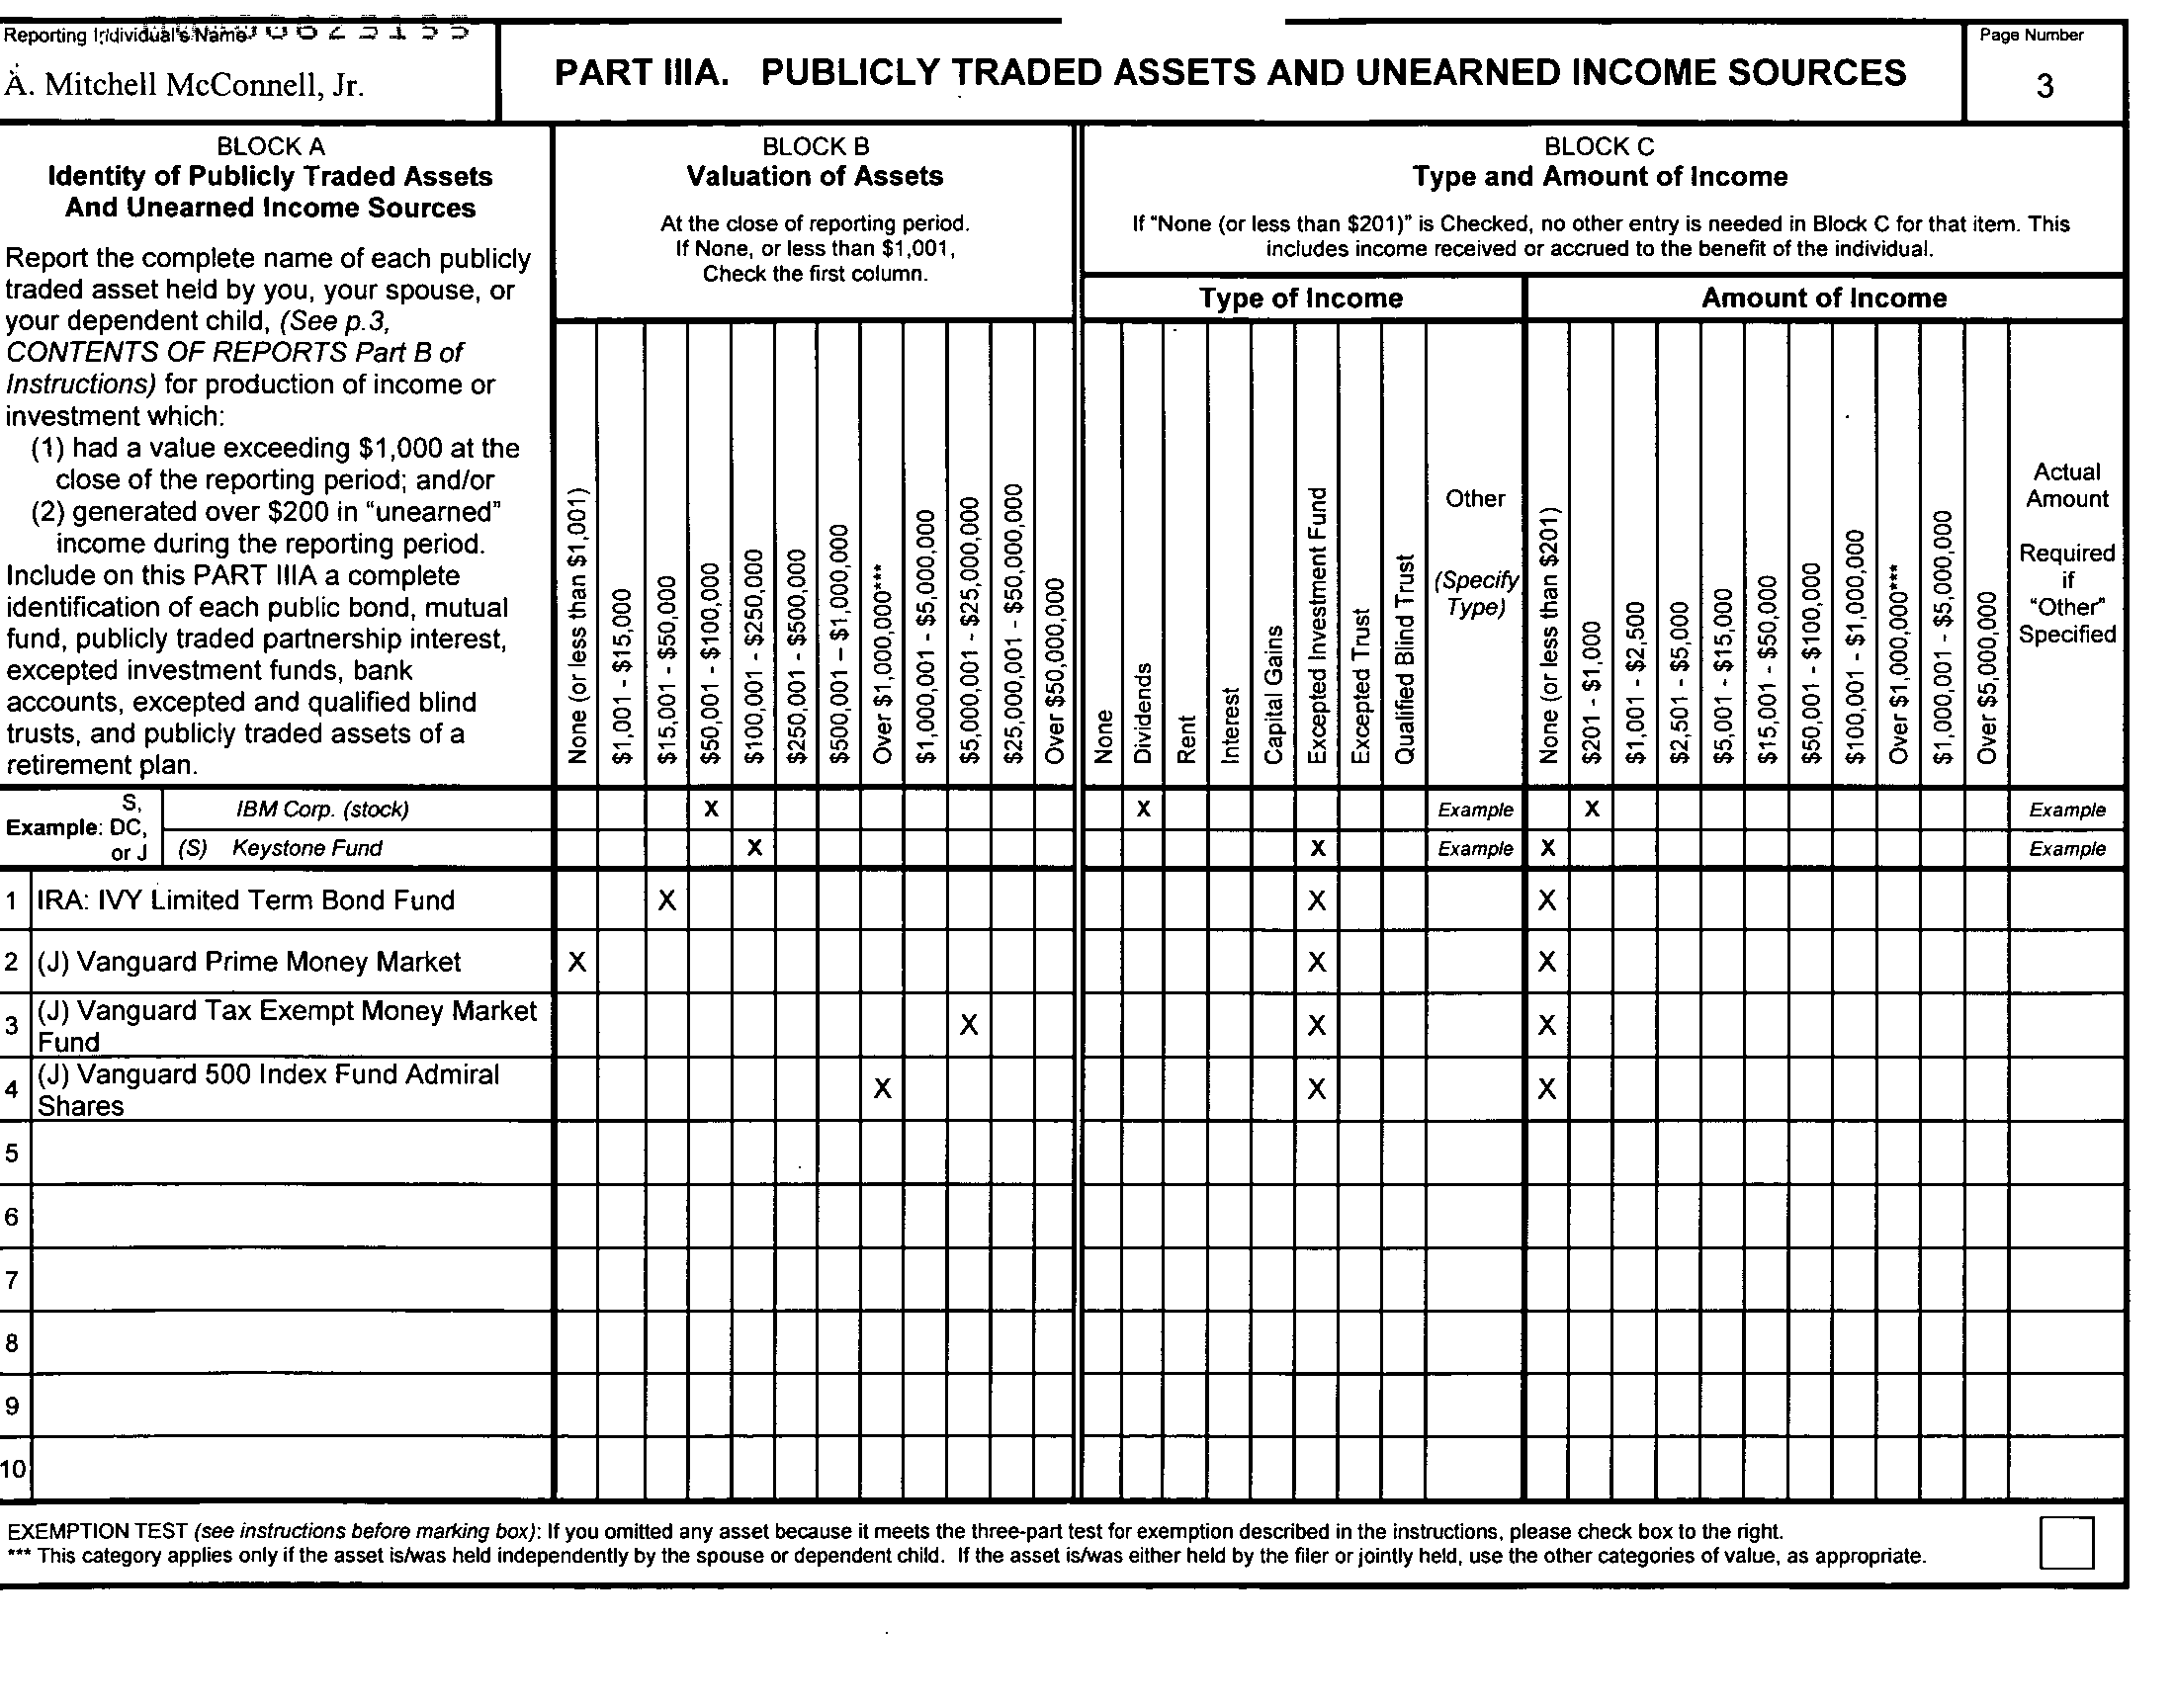 Reporting Individual's Name
A. Mitchell McConnell, Jr.
PART IIIA. PUBLICLY TRADED ASSETS AND UNEARNED INCOME SOURCES
Page Number
3
BLOCK A
Identity of Publicly Traded Assets
And Unearned Income Sources
Report the complete name of each publicly
traded asset held by you, your spouse, or
your dependent child, (See p.3,
CONTENTS OF REPORTS Part B of
Instructions) for production of income or
investment which:
(1) had a value exceeding $1,000 at the
close of the reporting period; and/or
(2) generated over $200 in “unearned”
income during the reporting period.
Include on this PART IIIA a complete
identification of each public bond, mutual
fund, publicly traded partnership interest,
excepted investment funds, bank
accounts, excepted and qualified blind
trusts, and publicly traded assets of a
retirement plan.
BLOCK B
Valuation of Assets
At the close of reporting period.
If None, or less than $1,001,
Check the first column.
None (or less than $1,001)
$1,001 - $15,000
$15,001 - $50,000
$50,001 - $100,000
$100,001 - $250,000
$250,001 - $500,000
$500,001 – $1,000,000
Over $1,000,000***
$1,000,001 - $5,000,000
$5,000,001 - $25,000,000
$25,000,001 - $50,000,000
Over $50,000,000
BLOCK C
Type and Amount of Income
If “None (or less than $201)” is Checked, no other entry is needed in Block C for that item. This
includes income received or accrued to the benefit of the individual.
Type of Income
None
Dividends
Rent
Interest
Capital Gains
Excepted Investment Fund
Excepted Trust
Qualified Blind Trust
Other
(Specify
Type)
Amount of Income
None (or less than $201)
$201 - $1,000
$1,001 - $2,500
$2,501 - $5,000
$5,001 - $15,000
$15,001 - $50,000
$50,001 - $100,000
$100,001 - $1,000,000
Over $1,000,000***
$1,000,001 - $5,000,000
Over $5,000,000
Actual
Amount
Required
if
“Other”
Specified
Example: S, DC, or J
IBM Corp. (stock) X X Example X Example
(S) Keystone Fund X X Example X Example
1 IRA: IVY Limited Term Bond Fund X X X
2 (J) Vanguard Prime Money Market X X X
3 (J) Vanguard Tax Exempt Money Market
Fund X X X
4 (J) Vanguard 500 Index Fund Admiral
Shares X X X
5
6
7
8
9
10
EXEMPTION TEST (see instructions before marking box): If you omitted any asset because it meets the three-part test for exemption described in the instructions, please check box to the right.
*** This category applies only if the asset is/was held independently by the spouse or dependent child. If the asset is/was either held by the filer or jointly held, use the other categories of value, as appropriate.